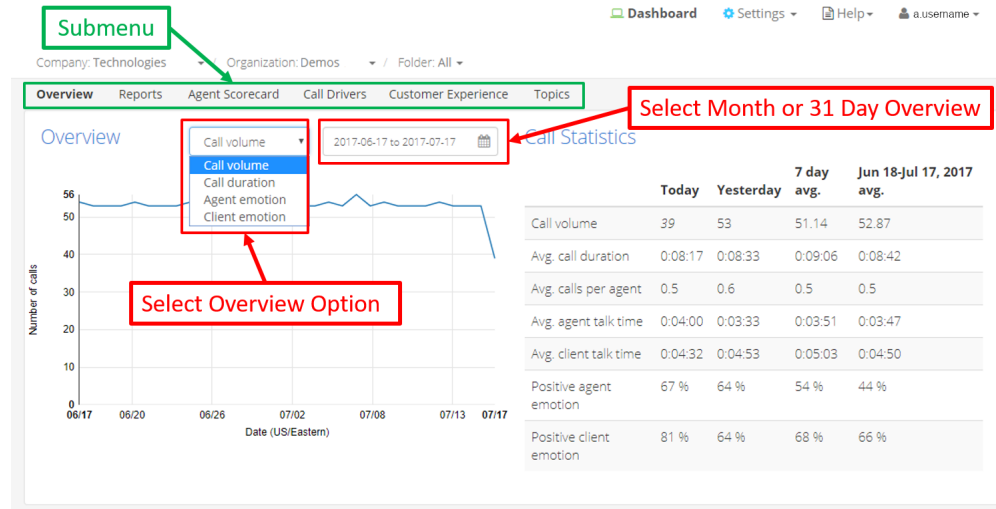 Submenu
Dashboard Settings Help a.username
Company: Technologies Organization: Demos / Folder: All
Overview Reports Agent Scorecard Call Drivers Customer Experience Topics
Select Month or 31 Day Overview
Overview
Call volume
2017-06-17 to 2017-07-17
Call volume
Call duration
Agent emotion
Client emotion
Select Overview Option
56
50
40
30
20
10
0
Number of calls
06/17 06/20 06/26 07/02 07/08 07/13 07/17
Date (US/Eastern)
Call Statistics
Today Yesterday 7 day avg. Jun 18-Jul 17, 2017 avg.
Call volume 39 53 51.14 52.87
Avg. call duration 0:08:17 0:08:33 0:09:06 0:08:42
Avg. calls per agent 0.5 0.6 0.5 0.5
Avg. agent talk time 0:04:00 0:03:33 0:03:51 0:03:47
Avg. client talk time 0:04:32 0:04:53 0:05:03 0:04:50
Positive agent emotion 67 % 64 % 54 % 44 %
Positive client emotion 81 % 64 % 68 % 66 %